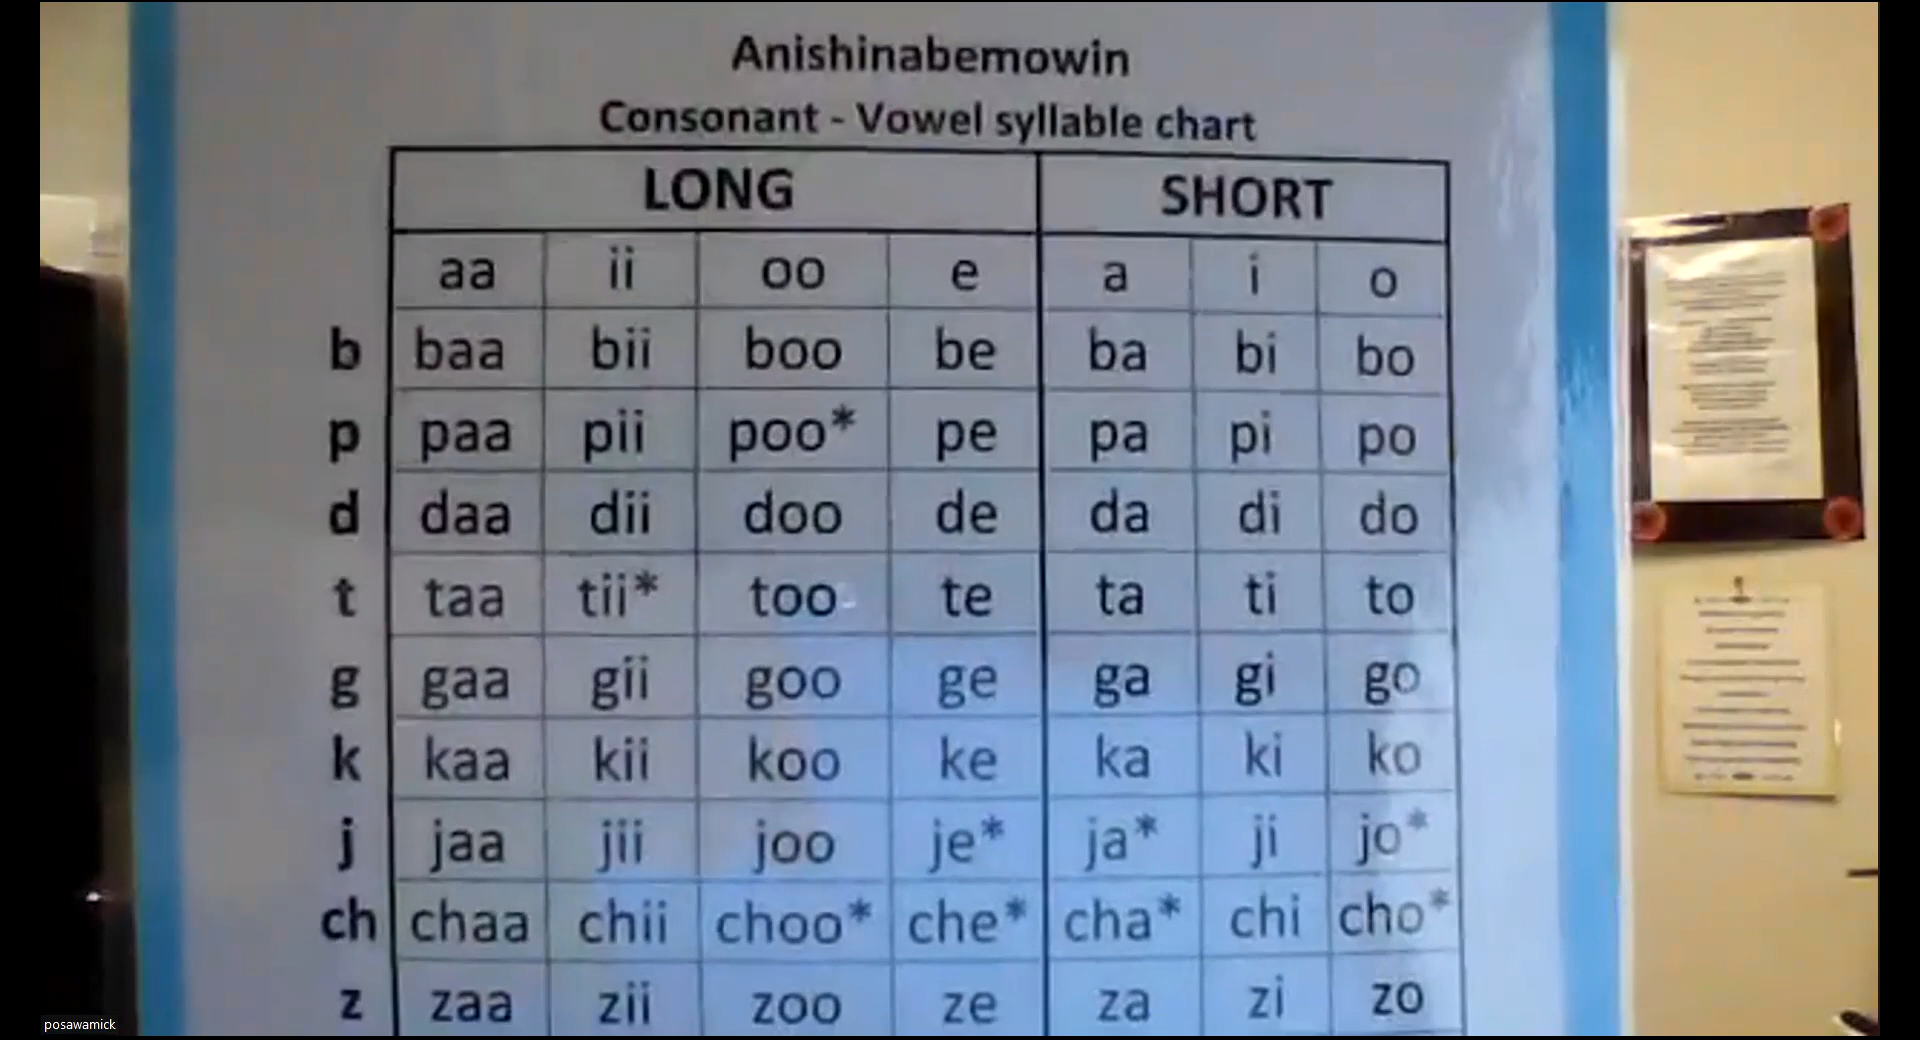 Anishinabemowin
Consonant - Vowel syllable chart
LONG SHORT
aa ii oo e a i o
b baa bii boo be ba bi bo
p paa pii poo* pe pa pi po
d daa dii doo de da di do
t taa tii* too te ta ti to
g gaa gii goo ge ga gi go
k kaa kii koo ke ka ki ko
j jaa jii joo je* ja* ji jo*
ch chaa chii choo* che* cha* chi cho*
z zaa zii zoo ze za zi zo
posawamick